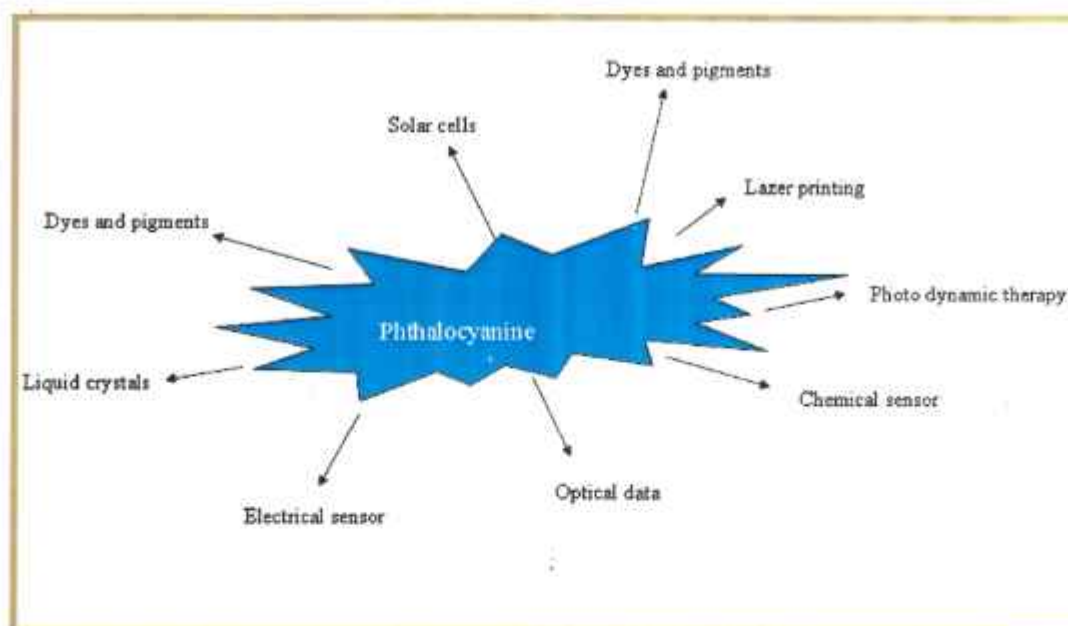 Dyes and pigments
Solar cells
Lazer printing
Dyes and pigments
Photo dynamic therapy
Phthalocyanine
Liquid crystals
Chemical sensor
Optical data
Electrical sensor